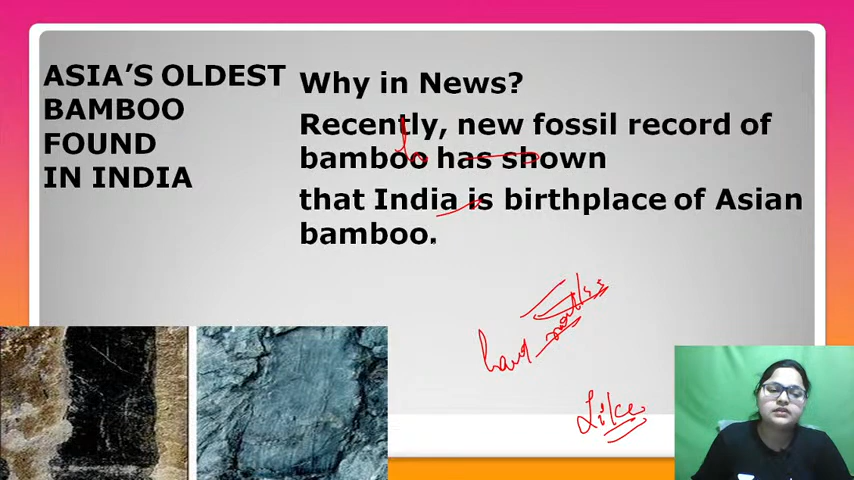 ASIA'S OLDEST
BAMBOO
FOUND
IN INDIA
Why in News?
Recently, new fossil record of
bamboo has shown
that India is birthplace of Asian
bamboo.
Like